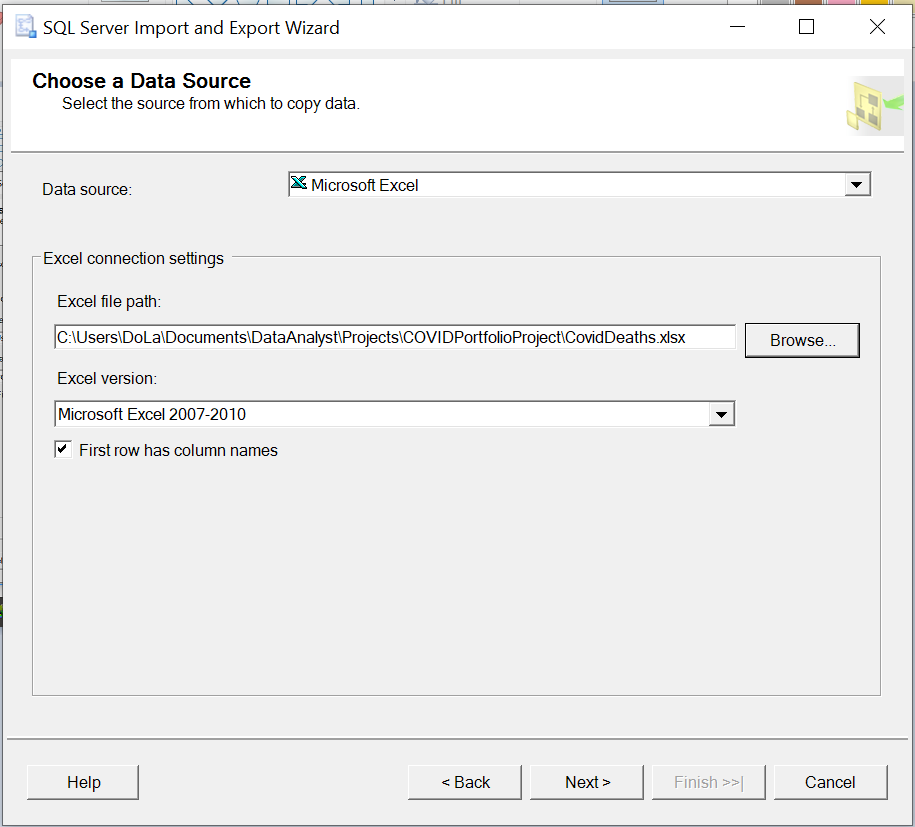 SQL Server Import and Export Wizard
Choose a Data Source
Select the source from which to copy data.
Data source:
Microsoft Excel
Excel connection settings
Excel file path:
C:\Users\DoLa\Documents\DataAnalyst\Projects\COVIDPortfolioProject\CovidDeaths.xlsx
Browse...
Excel version:
Microsoft Excel 2007-2010
First row has column names
Help
< Back
Next >
Finish >>|
Cancel